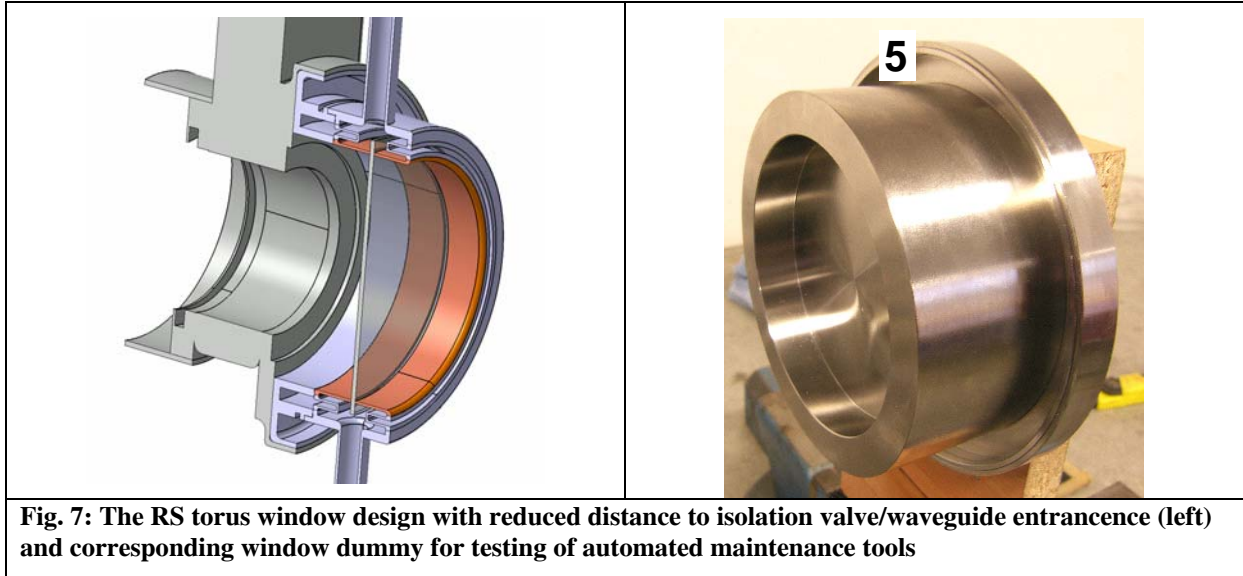 5
Fig. 7: The RS torus window design with reduced distance to isolation valve/waveguide entrancence (left)
and corresponding window dummy for testing of automated maintenance tools